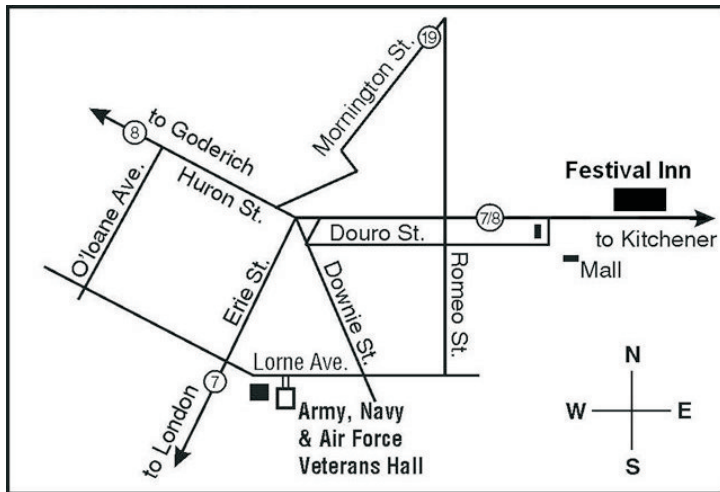 19
Mornington St.
to Goderich
8
Huron St.
O'loane Ave.
Festival Inn
7/8
to Kitchener
Douro St.
Mall
Romeo St.
Downie St.
Erie St.
Lorne Ave.
7
to London
Army, Navy
& Air Force
Veterans Hall
N
W
E
S